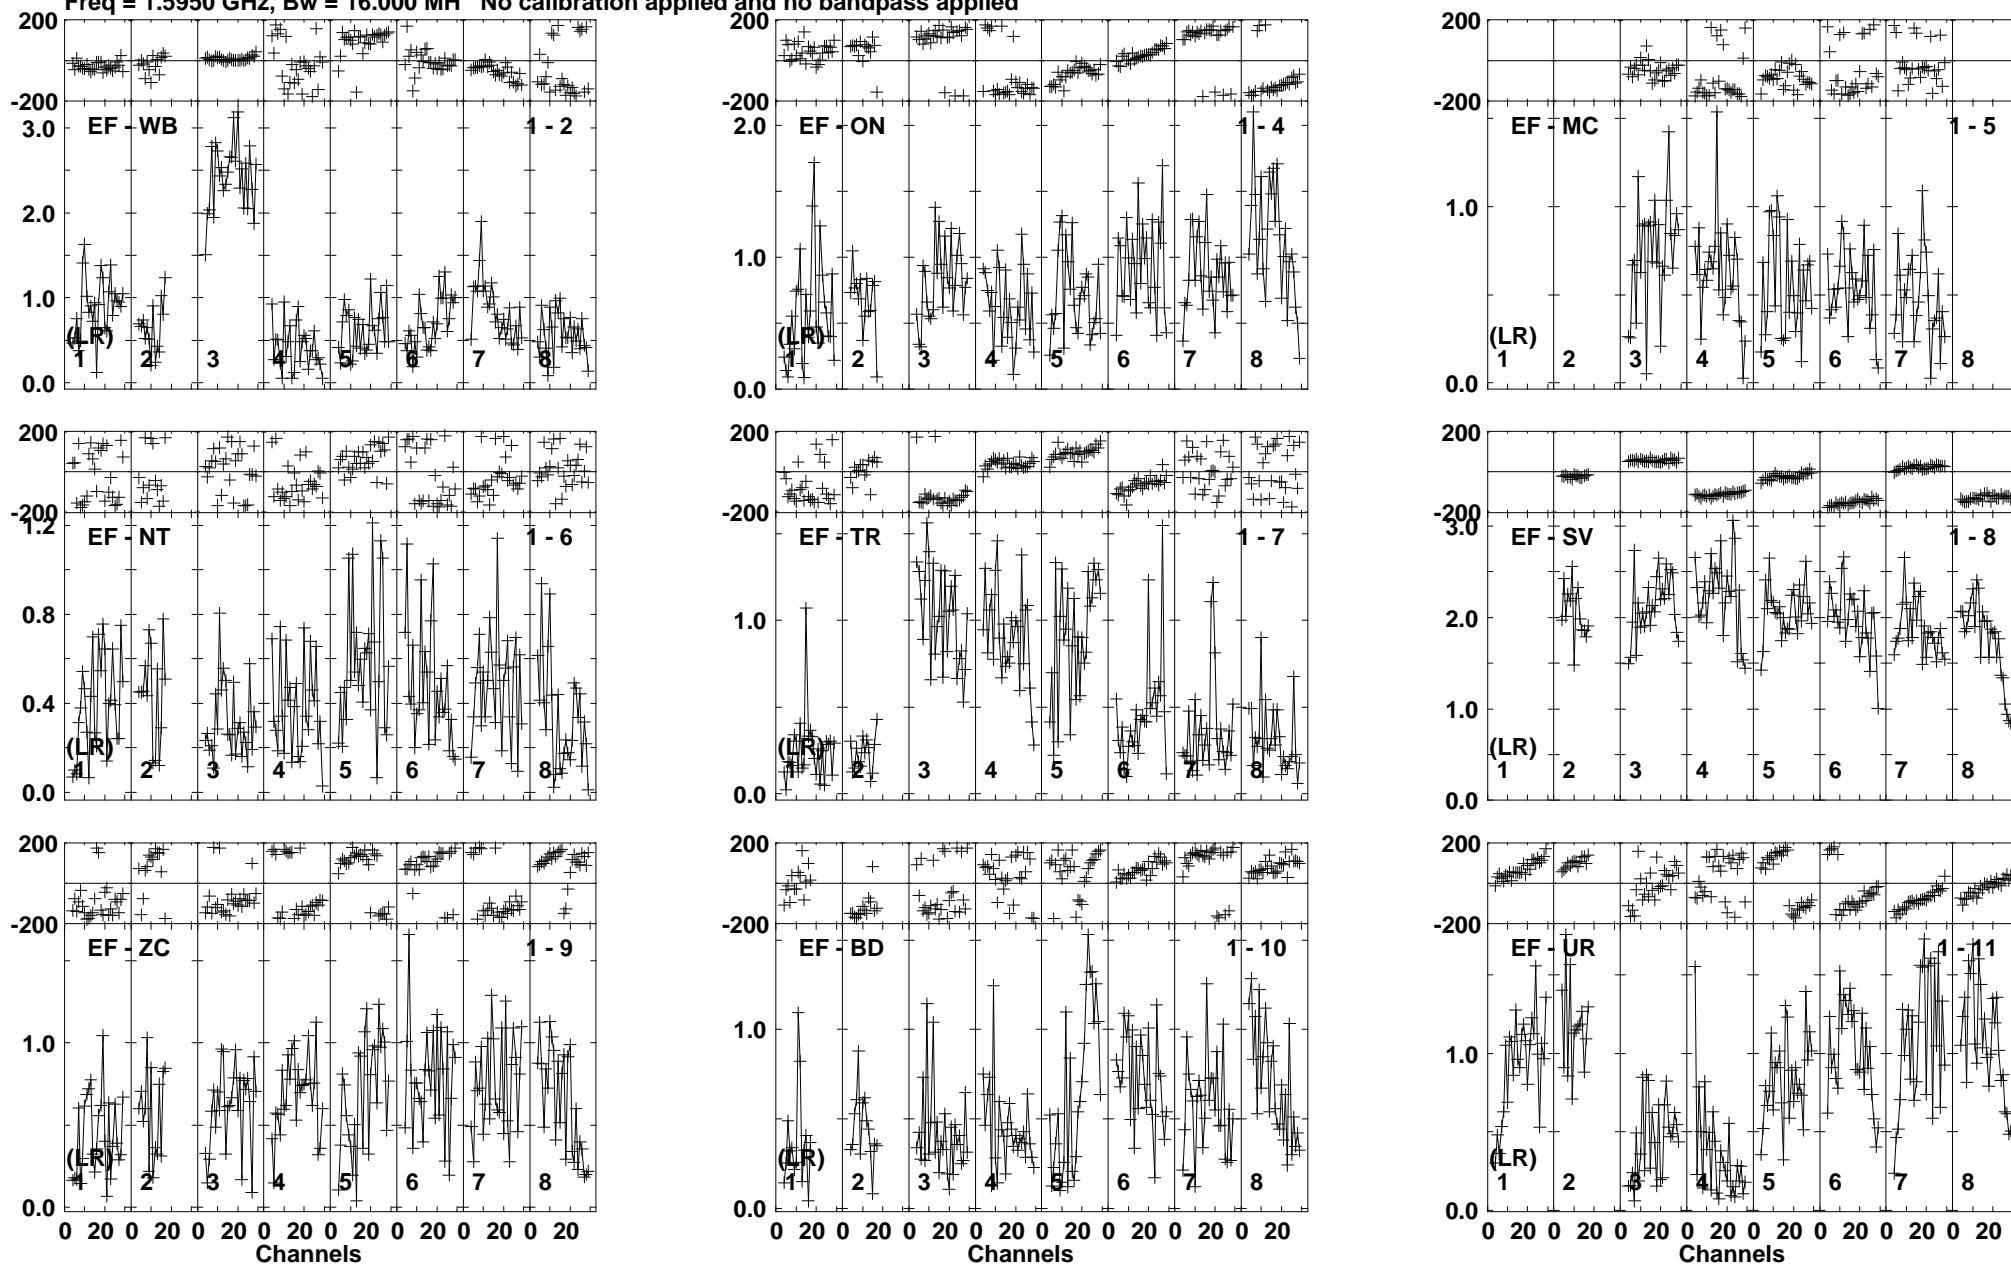 Freq = 1.5950 GHz, Bw = 16.000 MH No calibration applied and no bandpass applied
200 200 200
-200 -200 -200
EF - WB 1 - 2 EF - ON 1 - 4 EF - MC 1 - 5
3.0 2.0
2.0 1.0 1.0
1.0
(LR) (LR) (LR)
1 2 3 4 5 6 7 8 1 2 3 4 5 6 7 8 1 2 3 4 5 6 7 8
0.0 0.0 0.0
200 200 200
-200 -200 -200
1.2 3.0
EF - NT 1 - 6 EF - TR 1 - 7 EF - SV 1 - 8
0.8 1.0 2.0
0.4 1.0
(LR) (LR) (LR)
1 2 3 4 5 6 7 8 1 2 3 4 5 6 7 8 1 2 3 4 5 6 7 8
0.0 0.0 0.0
200 200 200
-200 -200 -200
EF - ZC 1 - 9 EF - BD 1 - 10 EF - UR 1 - 11
1.0 1.0 1.0
(LR) (LR) (LR)
1 2 3 4 5 6 7 8 1 2 3 4 5 6 7 8 1 2 3 4 5 6 7 8
0.0 0.0 0.0
0 20 0 20 0 20 0 20 0 20 0 20 0 20 0 20 0 20 0 20 0 20 0 20 0 20 0 20 0 20 0 20 0 20 0 20 0 20 0 20 0 20 0 20 0 20 0 20
Channels Channels Channels